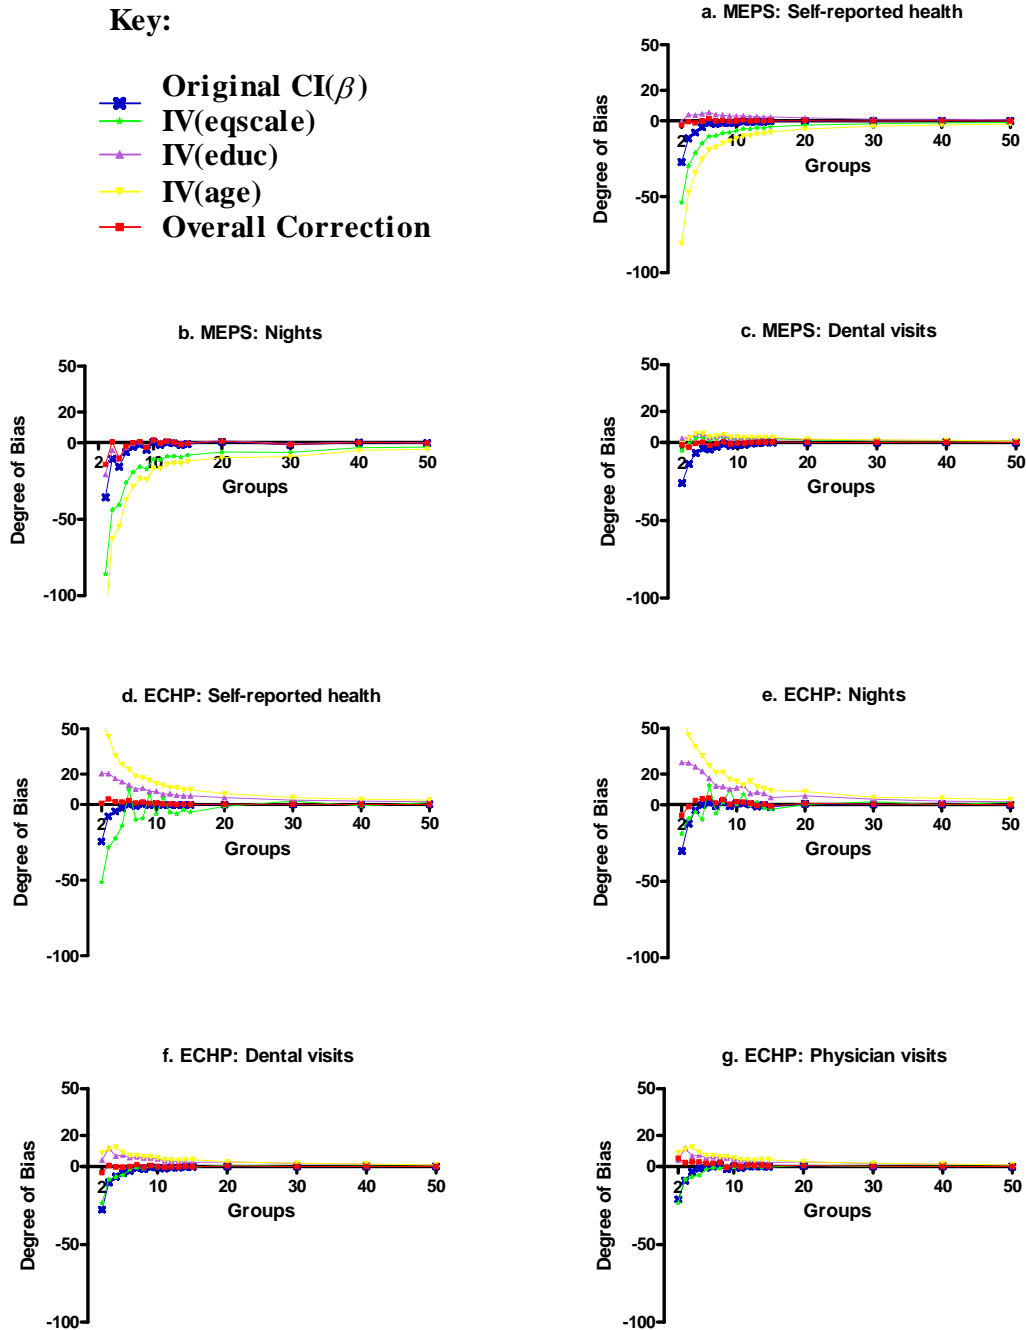 Key:
Original CI(β)
IV(eqscale)
IV(educ)
IV(age)
Overall Correction
a. MEPS: Self-reported health
Degree of Bias
50
20
0
-50
-100
2
10
20
30
40
50
Groups
b. MEPS: Nights
Degree of Bias
50
20
0
-50
-100
2
10
20
30
40
50
Groups
c. MEPS: Dental visits
Degree of Bias
50
20
0
-50
-100
2
10
20
30
40
50
Groups
d. ECHP: Self-reported health
Degree of Bias
50
20
0
-50
-100
2
10
20
30
40
50
Groups
e. ECHP: Nights
Degree of Bias
50
20
0
-50
-100
2
10
20
30
40
50
Groups
f. ECHP: Dental visits
Degree of Bias
50
20
0
-50
-100
2
10
20
30
40
50
Groups
g. ECHP: Physician visits
Degree of Bias
50
20
0
-50
-100
2
10
20
30
40
50
Groups